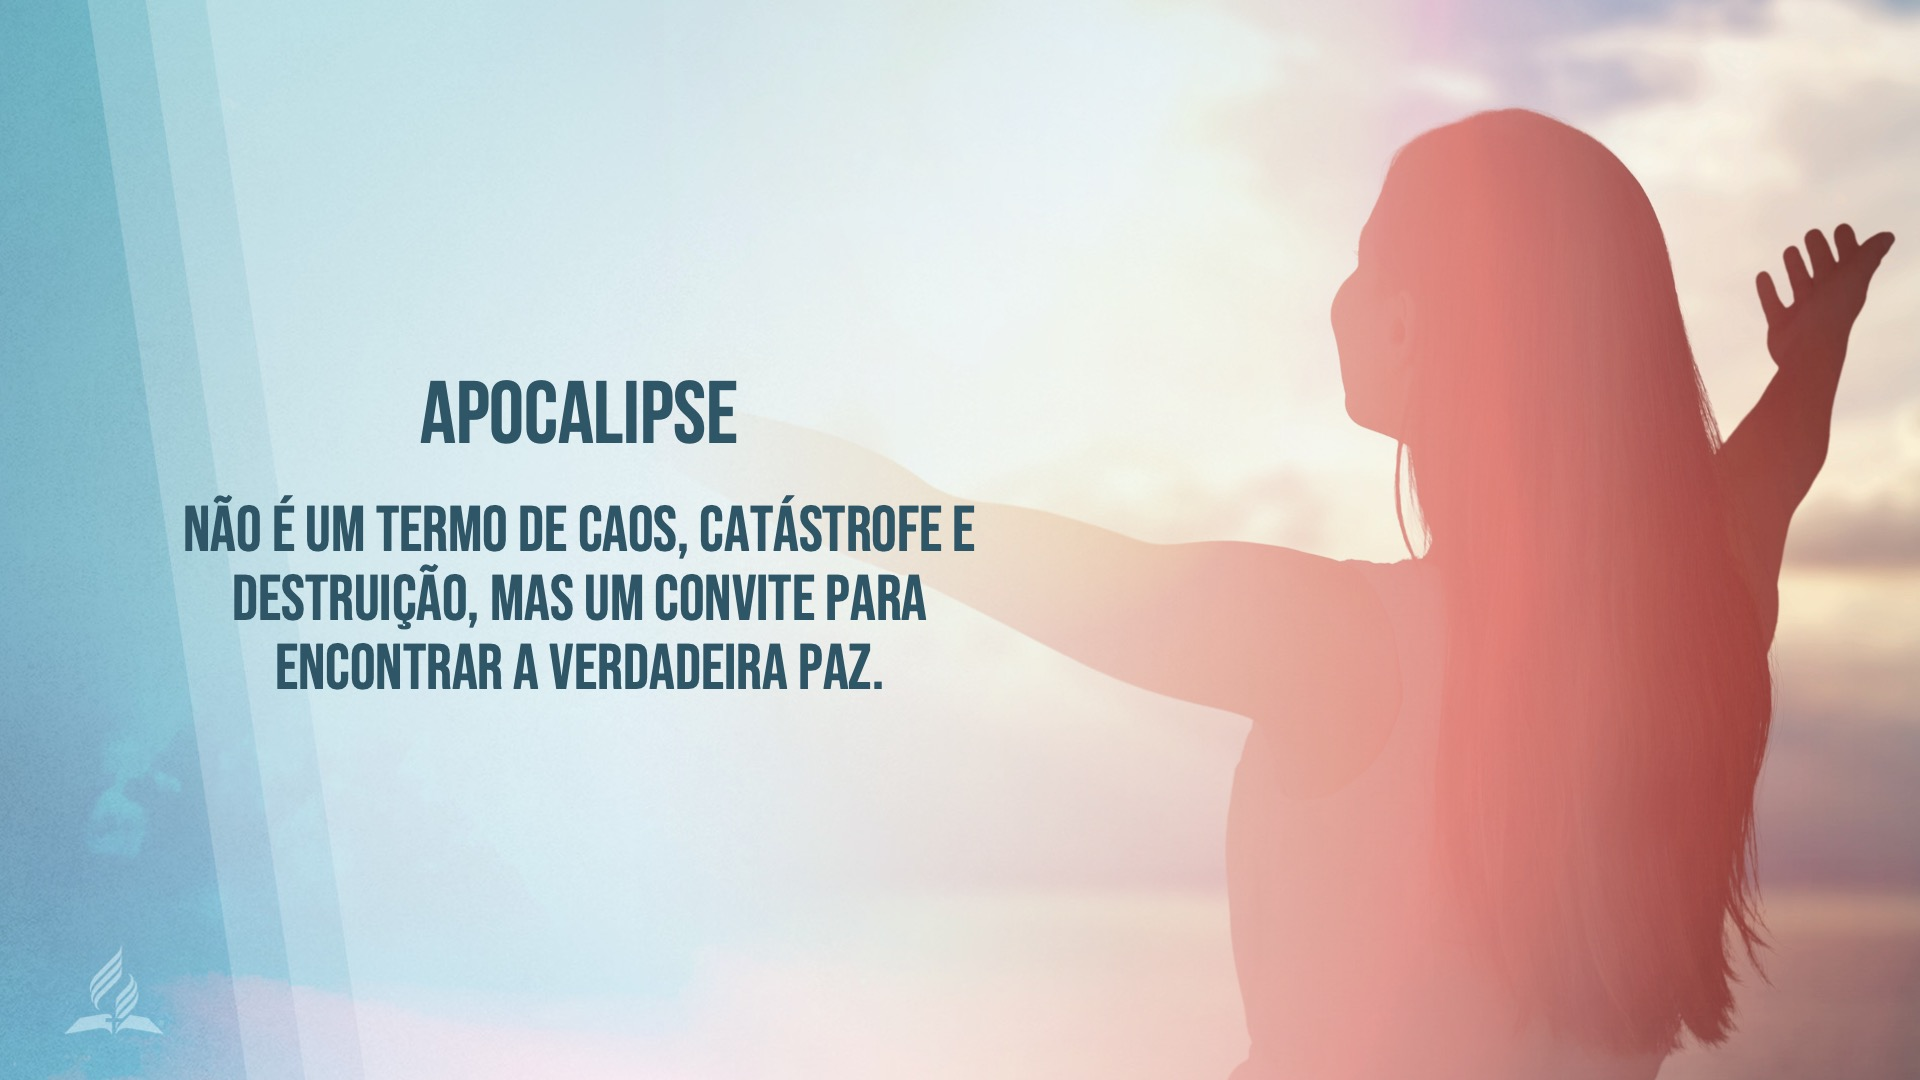 APOCALIPSE
NÃO É UM TERMO DE CAOS, CATÁSTROFE E
DESTRUIÇÃO, MAS UM CONVITE PARA
ENCONTRAR A VERDADEIRA PAZ.